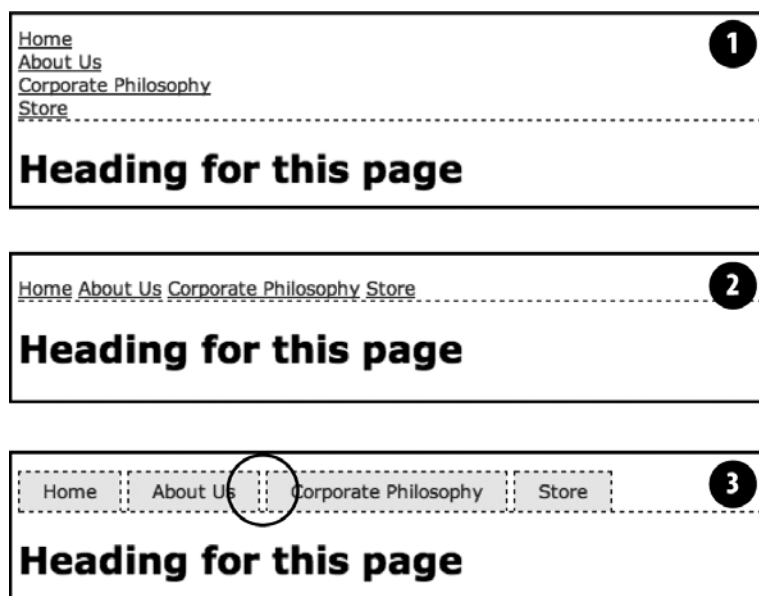 1
Home
About Us
Corporate Philosophy
Store
Heading for this page
2
Home About Us Corporate Philosophy Store
Heading for this page
3
Home About Us Corporate Philosophy Store
Heading for this page